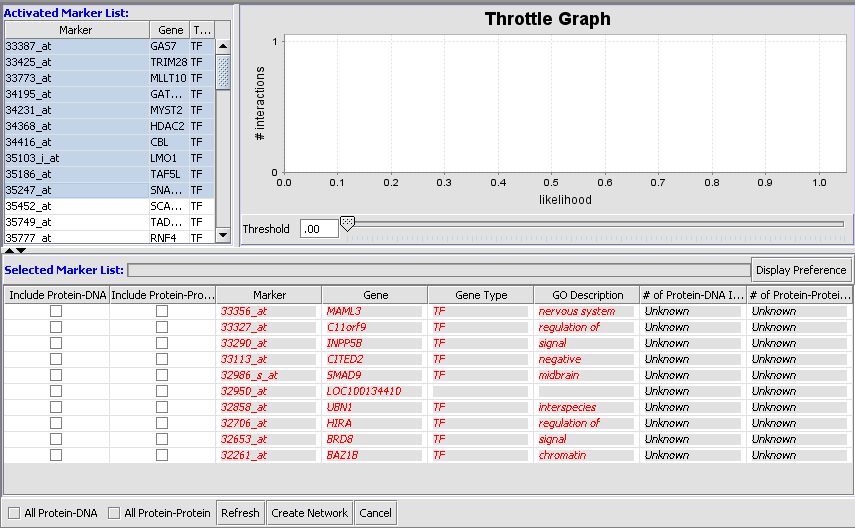 Activated Marker List:
Marker Gene T...
33387_at GAS7 TF
33425_at TRIM28 TF
33773_at MLLT10 TF
34195_at GAT... TF
34231_at MYST2 TF
34368_at HDAC2 TF
34416_at CBL TF
35103_i_at LMO1 TF
35186_at TAF5L TF
35247_at SNA... TF
35452_at SCA... TF
35749_at TAD... TF
35777_at RNF4 TF
Throttle Graph
# interactions
1
0
0.0 0.1 0.2 0.3 0.4 0.5 0.6 0.7 0.8 0.9 1.0
likelihood
Threshold .00
Selected Marker List: Display Preference
Include Protein-DNA Include Protein-Pro... Marker Gene Gene Type GO Description # of Protein-DNA I... # of Protein-Protei...
33356_at MAML3 TF nervous system Unknown Unknown
33327_at C11orf9 TF regulation of Unknown Unknown
33290_at INPP5B TF signal Unknown Unknown
33113_at CITED2 TF negative Unknown Unknown
32986_s_at SMAD9 TF midbrain Unknown Unknown
32950_at LOC100134410 Unknown Unknown
32858_at UBN1 TF interspecies Unknown Unknown
32706_at HIRA TF regulation of Unknown Unknown
32653_at BRD8 TF signal Unknown Unknown
32261_at BAZ1B TF chromatin Unknown Unknown
All Protein-DNA All Protein-Protein Refresh Create Network Cancel